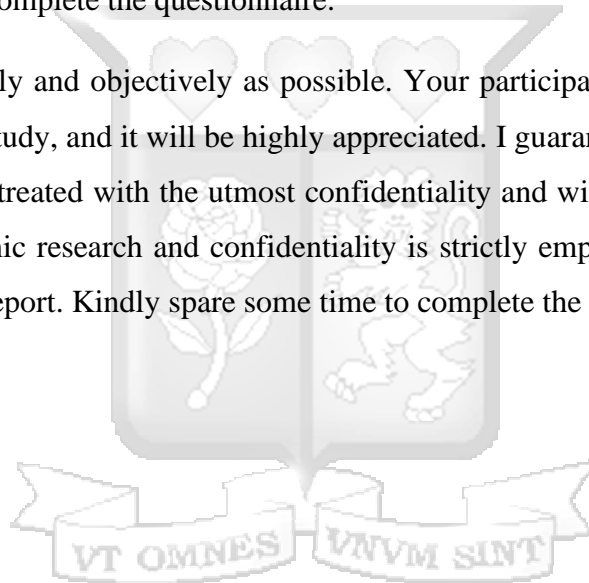 omplete the questionnaire.
ly and objectively as possible. Your participa
tudy, and it will be highly appreciated. I guaran
treated with the utmost confidentiality and wi
nic research and confidentiality is strictly emp
eport. Kindly spare some time to complete the
VT OMNES VNVM SINT